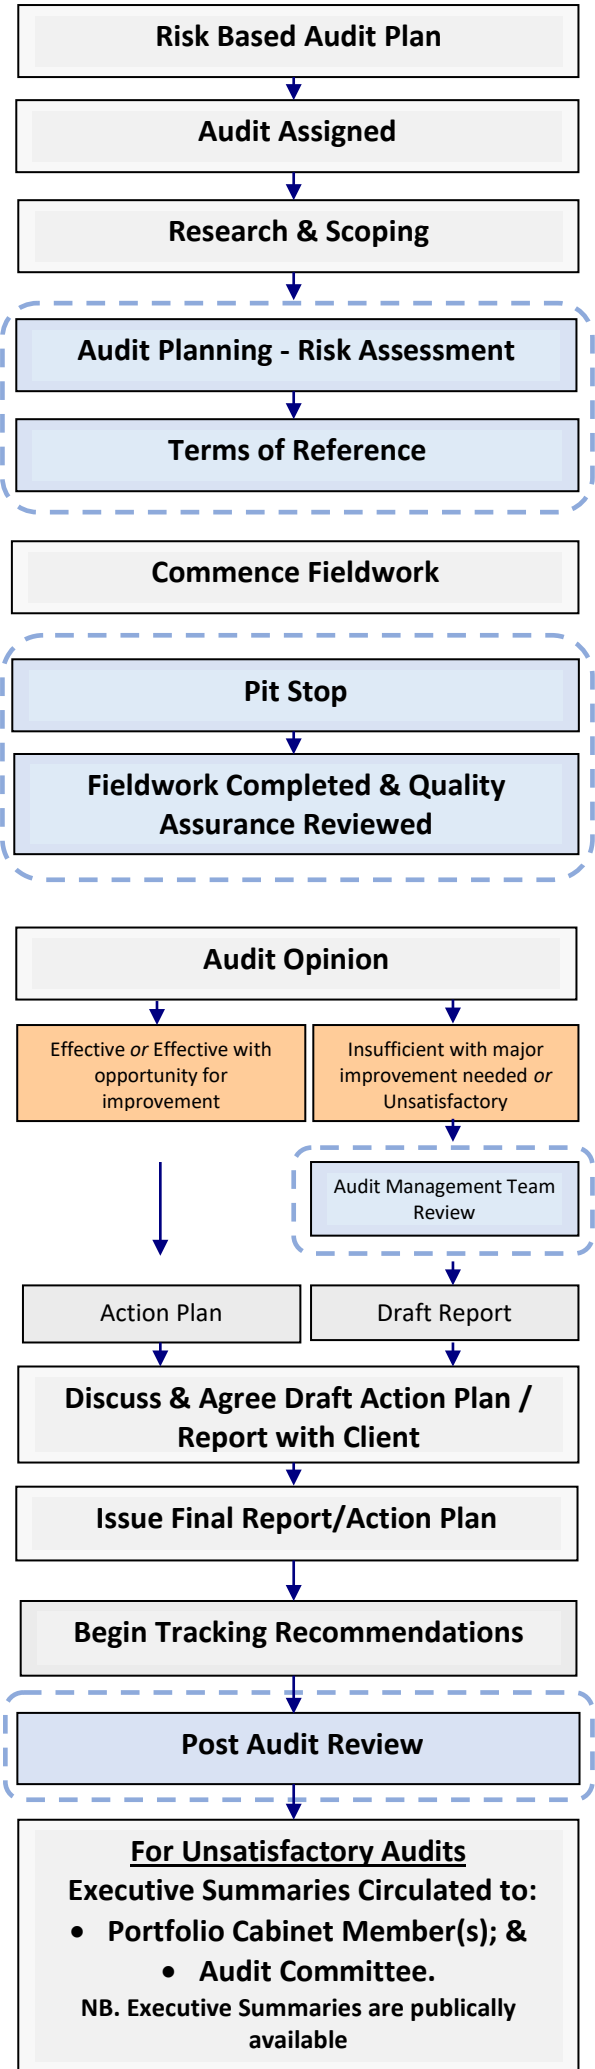 Risk Based Audit Plan
Audit Assigned
Research & Scoping
Audit Planning - Risk Assessment
Terms of Reference
Commence Fieldwork
Pit Stop
Fieldwork Completed & Quality
Assurance Reviewed
Audit Opinion
Effective or Effective with
opportunity for
improvement
Insufficient with major
improvement needed or
Unsatisfactory
Audit Management Team
Review
Action Plan
Draft Report
Discuss & Agree Draft Action Plan /
Report with Client
Issue Final Report/Action Plan
Begin Tracking Recommendations
Post Audit Review
For Unsatisfactory Audits
Executive Summaries Circulated to:
• Portfolio Cabinet Member(s); &
• Audit Committee.
NB. Executive Summaries are publically
available